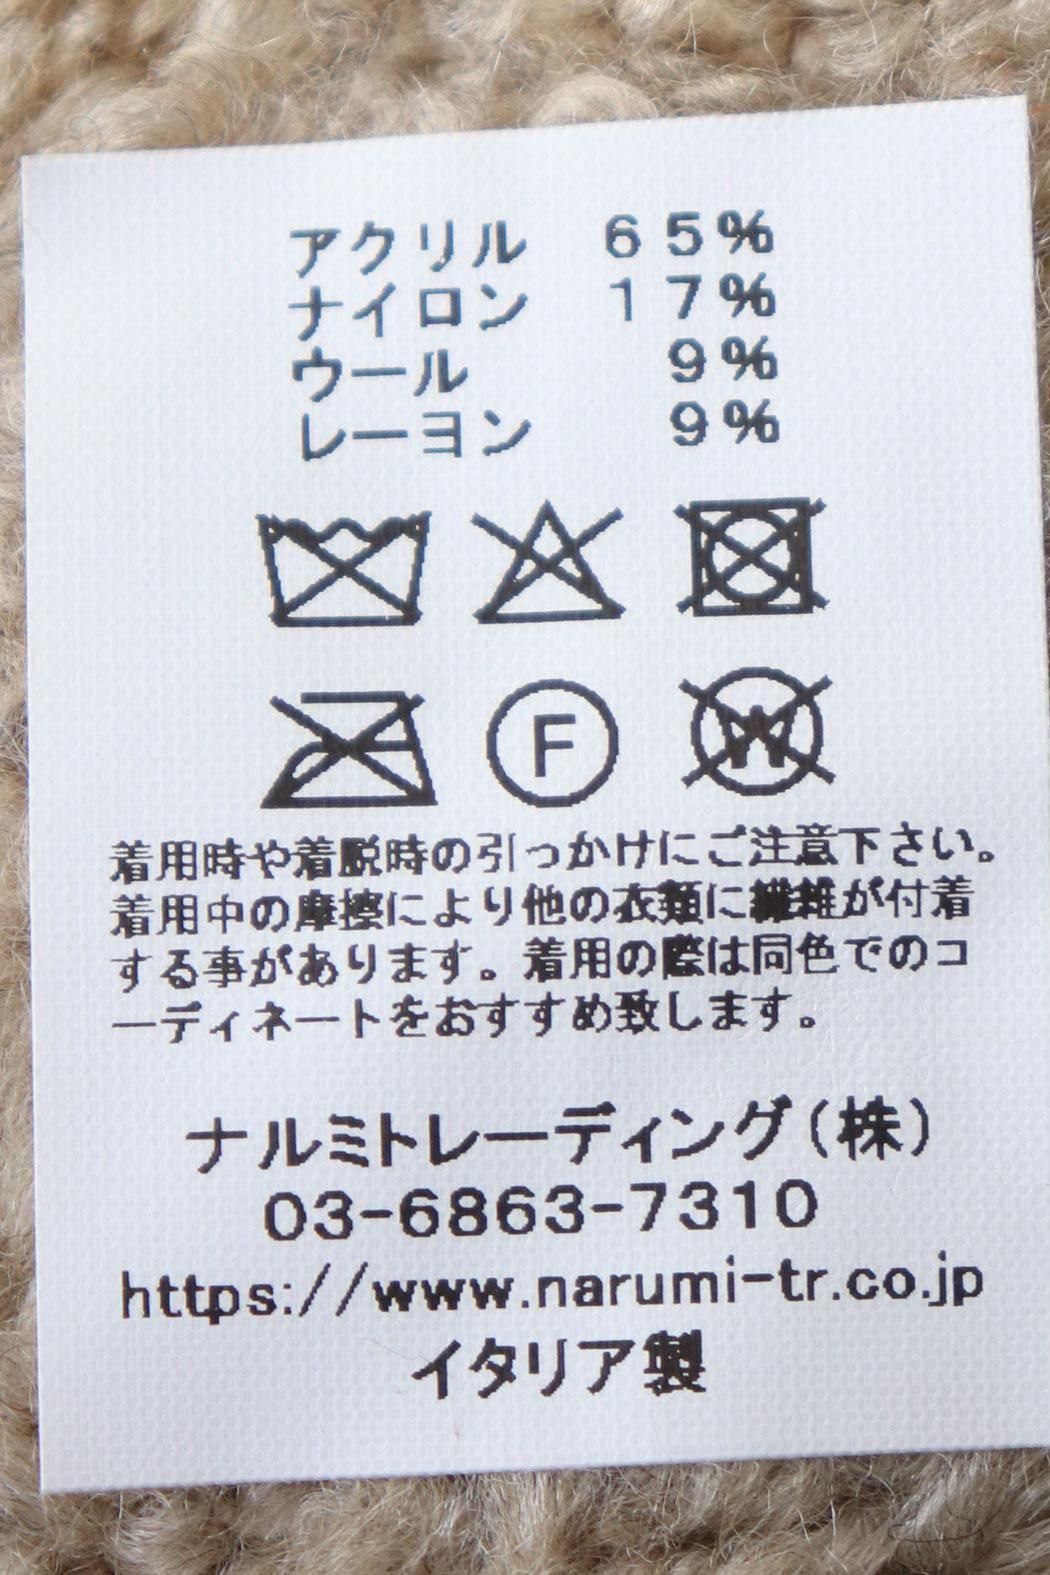 アクリル 65%
ナイロン 17%
ウール 9%
レーヨン 9%
F W
着用時や着脱時の引っかけにご注意下さい。
着用中の摩擦により他の衣類に繊維が付着
する事があります。着用の際は同色でのコ
ーディネートをおすすめ致します。
ナルミトレーディング(株)
03-6863-7310
https://www.narumi-tr.co.jp
イタリア製